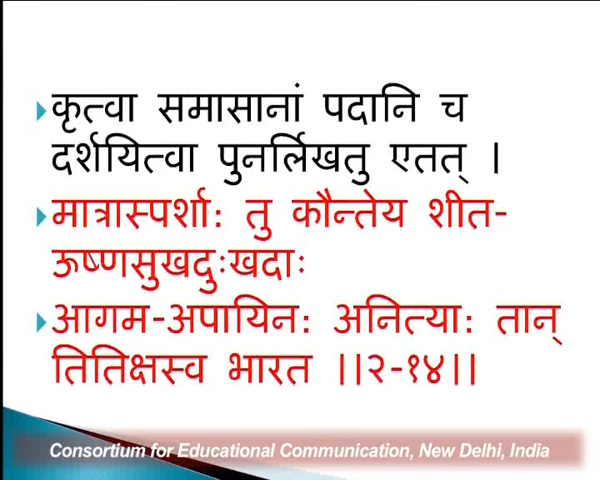 कृत्वा समासानां पदानि च
दर्शयित्वा पुनर्लिखतु एतत् ।
मात्रास्पर्शाः तु कौन्तेय शीत-
ऊष्णसुखदुःखदाः
आगम-अपायिनः अनित्याः तान्
तितिक्षस्व भारत ।।२-१४।।
Consortium for Educational Communication, New Delhi, India